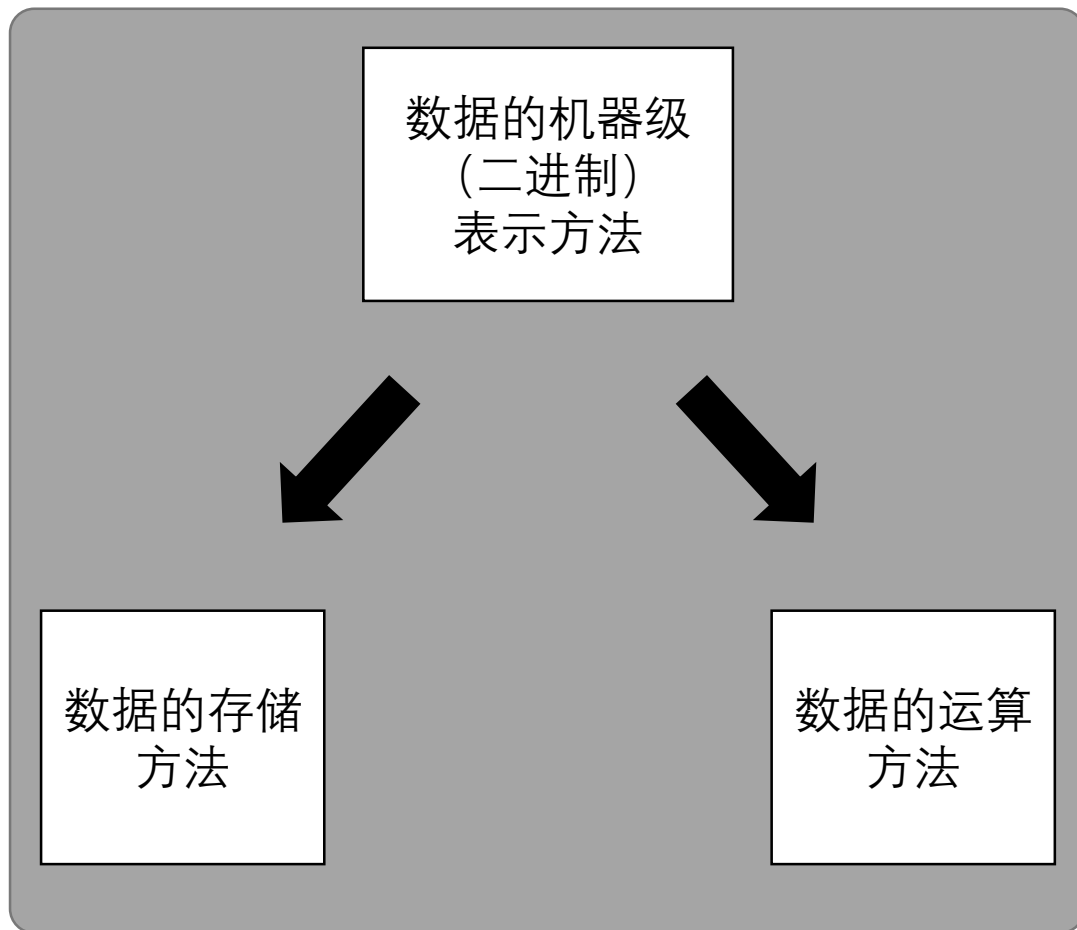 数据的机器级
（二进制）
表示方法
数据的存储
方法
数据的运算
方法